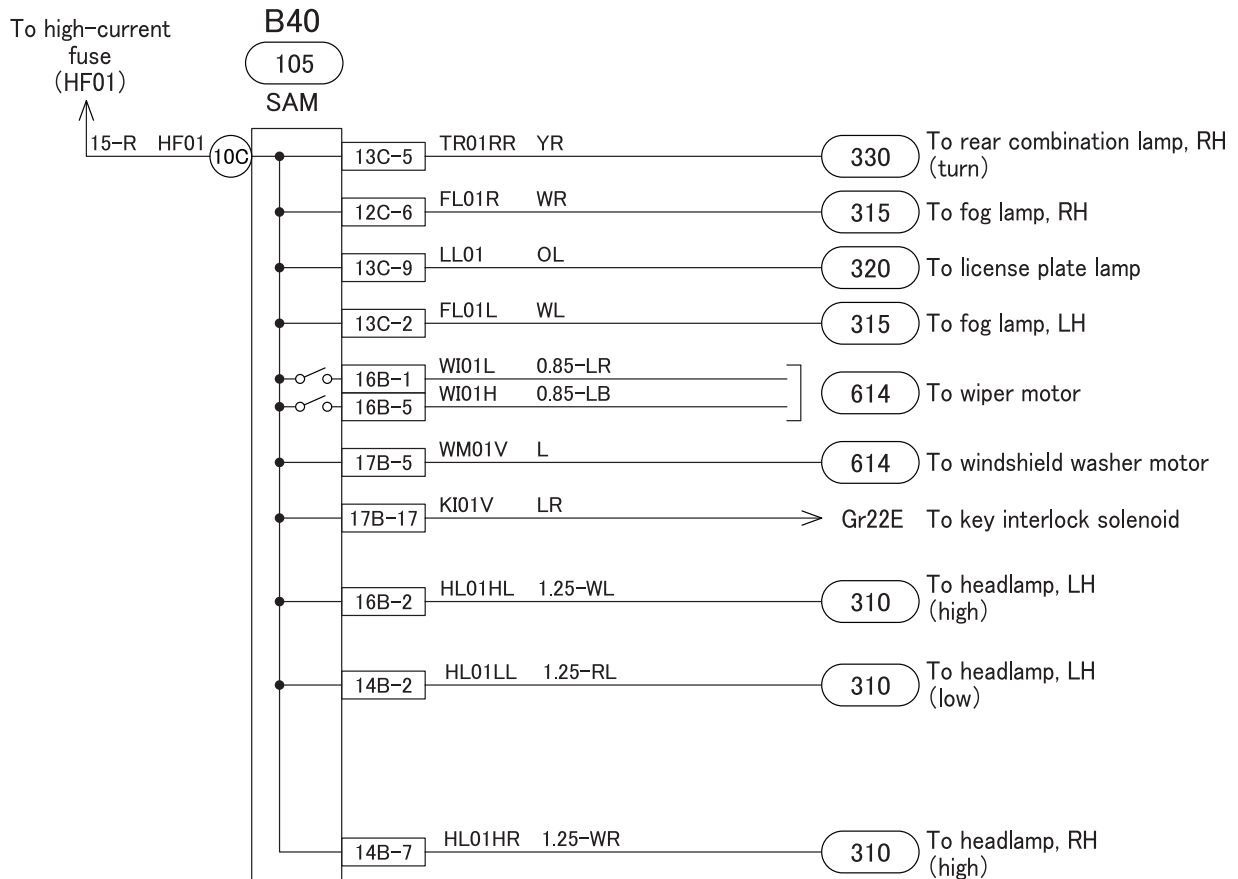 To high-current
fuse
(HF01)
B40
105
SAM
15-R HF01 10C
13C-5 TR01RR YR 330 To rear combination lamp, RH
(turn)
12C-6 FL01R WR 315 To fog lamp, RH
13C-9 LL01 OL 320 To license plate lamp
13C-2 FL01L WL 315 To fog lamp, LH
16B-1 WI01L 0.85-LR
16B-5 WI01H 0.85-LB
614 To wiper motor
17B-5 WM01V L 614 To windshield washer motor
17B-17 KI01V LR Gr22E To key interlock solenoid
16B-2 HL01HL 1.25-WL 310 To headlamp, LH
(high)
14B-2 HL01LL 1.25-RL 310 To headlamp, LH
(low)
14B-7 HL01HR 1.25-WR 310 To headlamp, RH
(high)